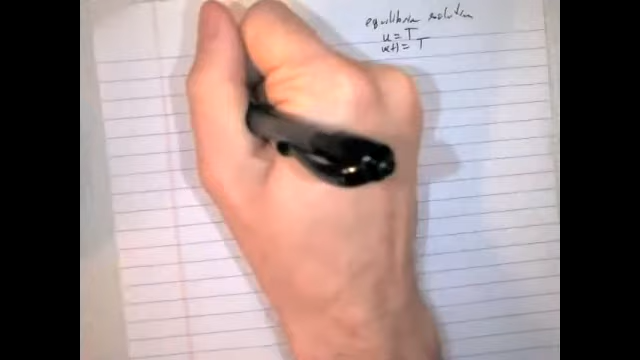 equilibrium solution
u = T
u(t) = T